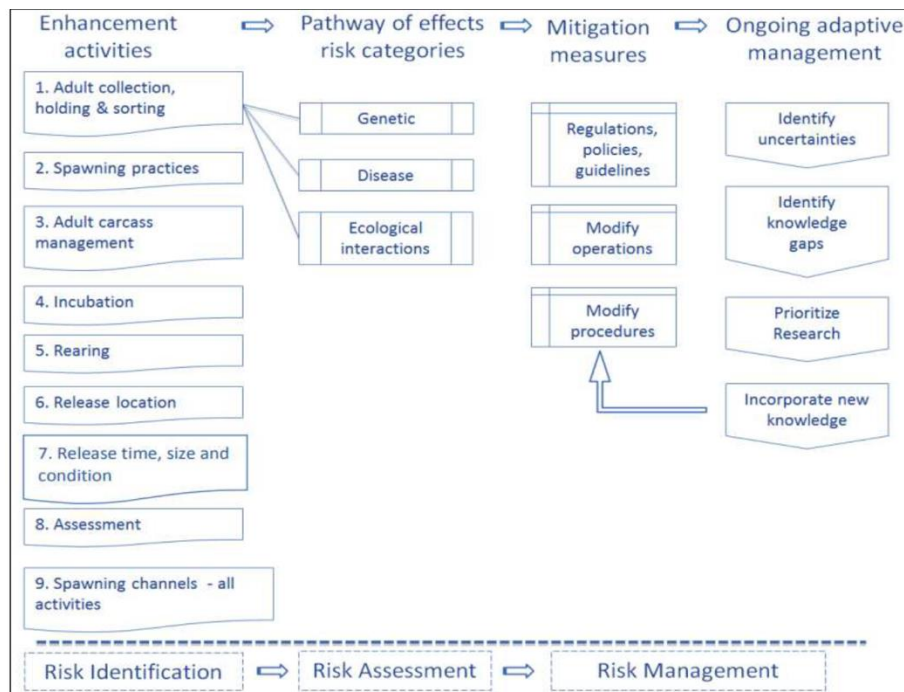 Enhancement activities
Pathway of effects risk categories
Mitigation measures
Ongoing adaptive management
1. Adult collection, holding & sorting
2. Spawning practices
3. Adult carcass management
4. Incubation
5. Rearing
6. Release location
7. Release time, size and condition
8. Assessment
9. Spawning channels - all activities
Genetic
Disease
Ecological interactions
Regulations, policies, guidelines
Modify operations
Modify procedures
Identify uncertainties
Identify knowledge gaps
Prioritize Research
Incorporate new knowledge
Risk Identification
Risk Assessment
Risk Management